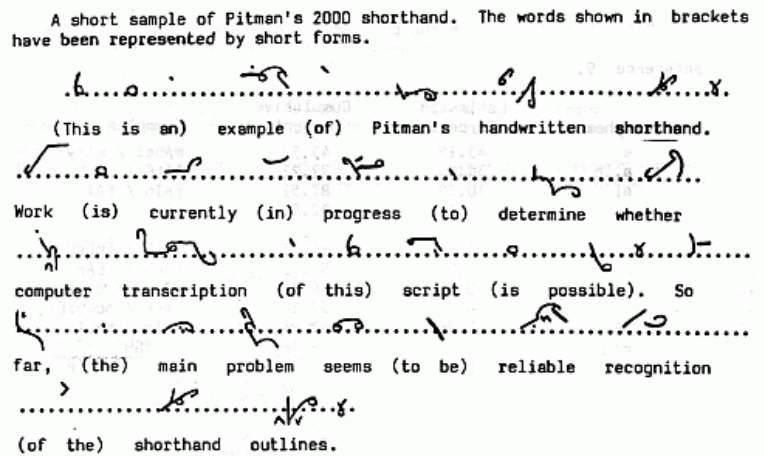 A short sample of Pitman's 2000 shorthand. The words shown in brackets
have been represented by short forms.
(This is an) example (of) Pitman's handwritten shorthand.
Work (is) currently (in) progress (to) determine whether
computer transcription (of this) script (is possible). So
far, (the) main problem seems (to be) reliable recognition
(of the) shorthand outlines.